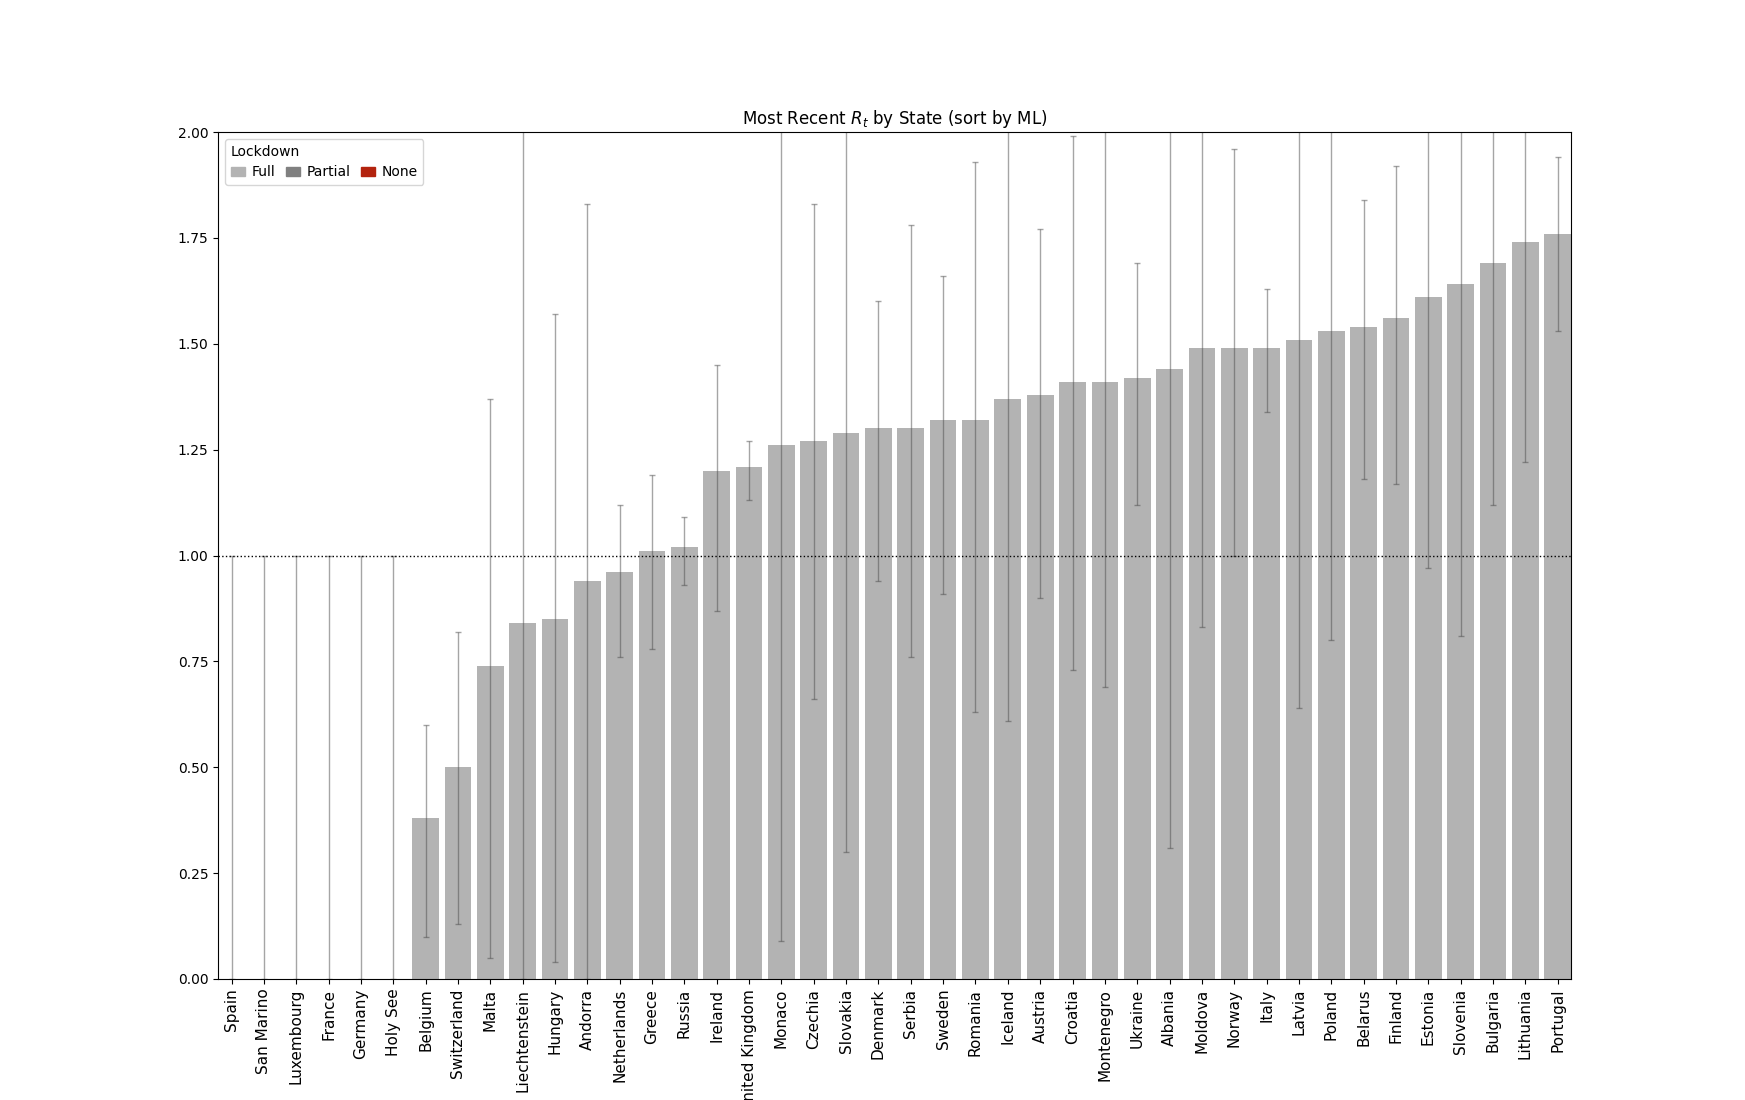 Most Recent R_t by State (sort by ML)
2.00
Lockdown
Full Partial None
1.75
1.50
1.25
1.00
0.75
0.50
0.25
0.00
Spain
San Marino
Luxembourg
France
Germany
Holy See
Belgium
Switzerland
Malta
Liechtenstein
Hungary
Andorra
Netherlands
Greece
Russia
Ireland
nited Kingdom
Monaco
Czechia
Slovakia
Denmark
Serbia
Sweden
Romania
Iceland
Austria
Croatia
Montenegro
Ukraine
Albania
Moldova
Norway
Italy
Latvia
Poland
Belarus
Finland
Estonia
Slovenia
Bulgaria
Lithuania
Portugal